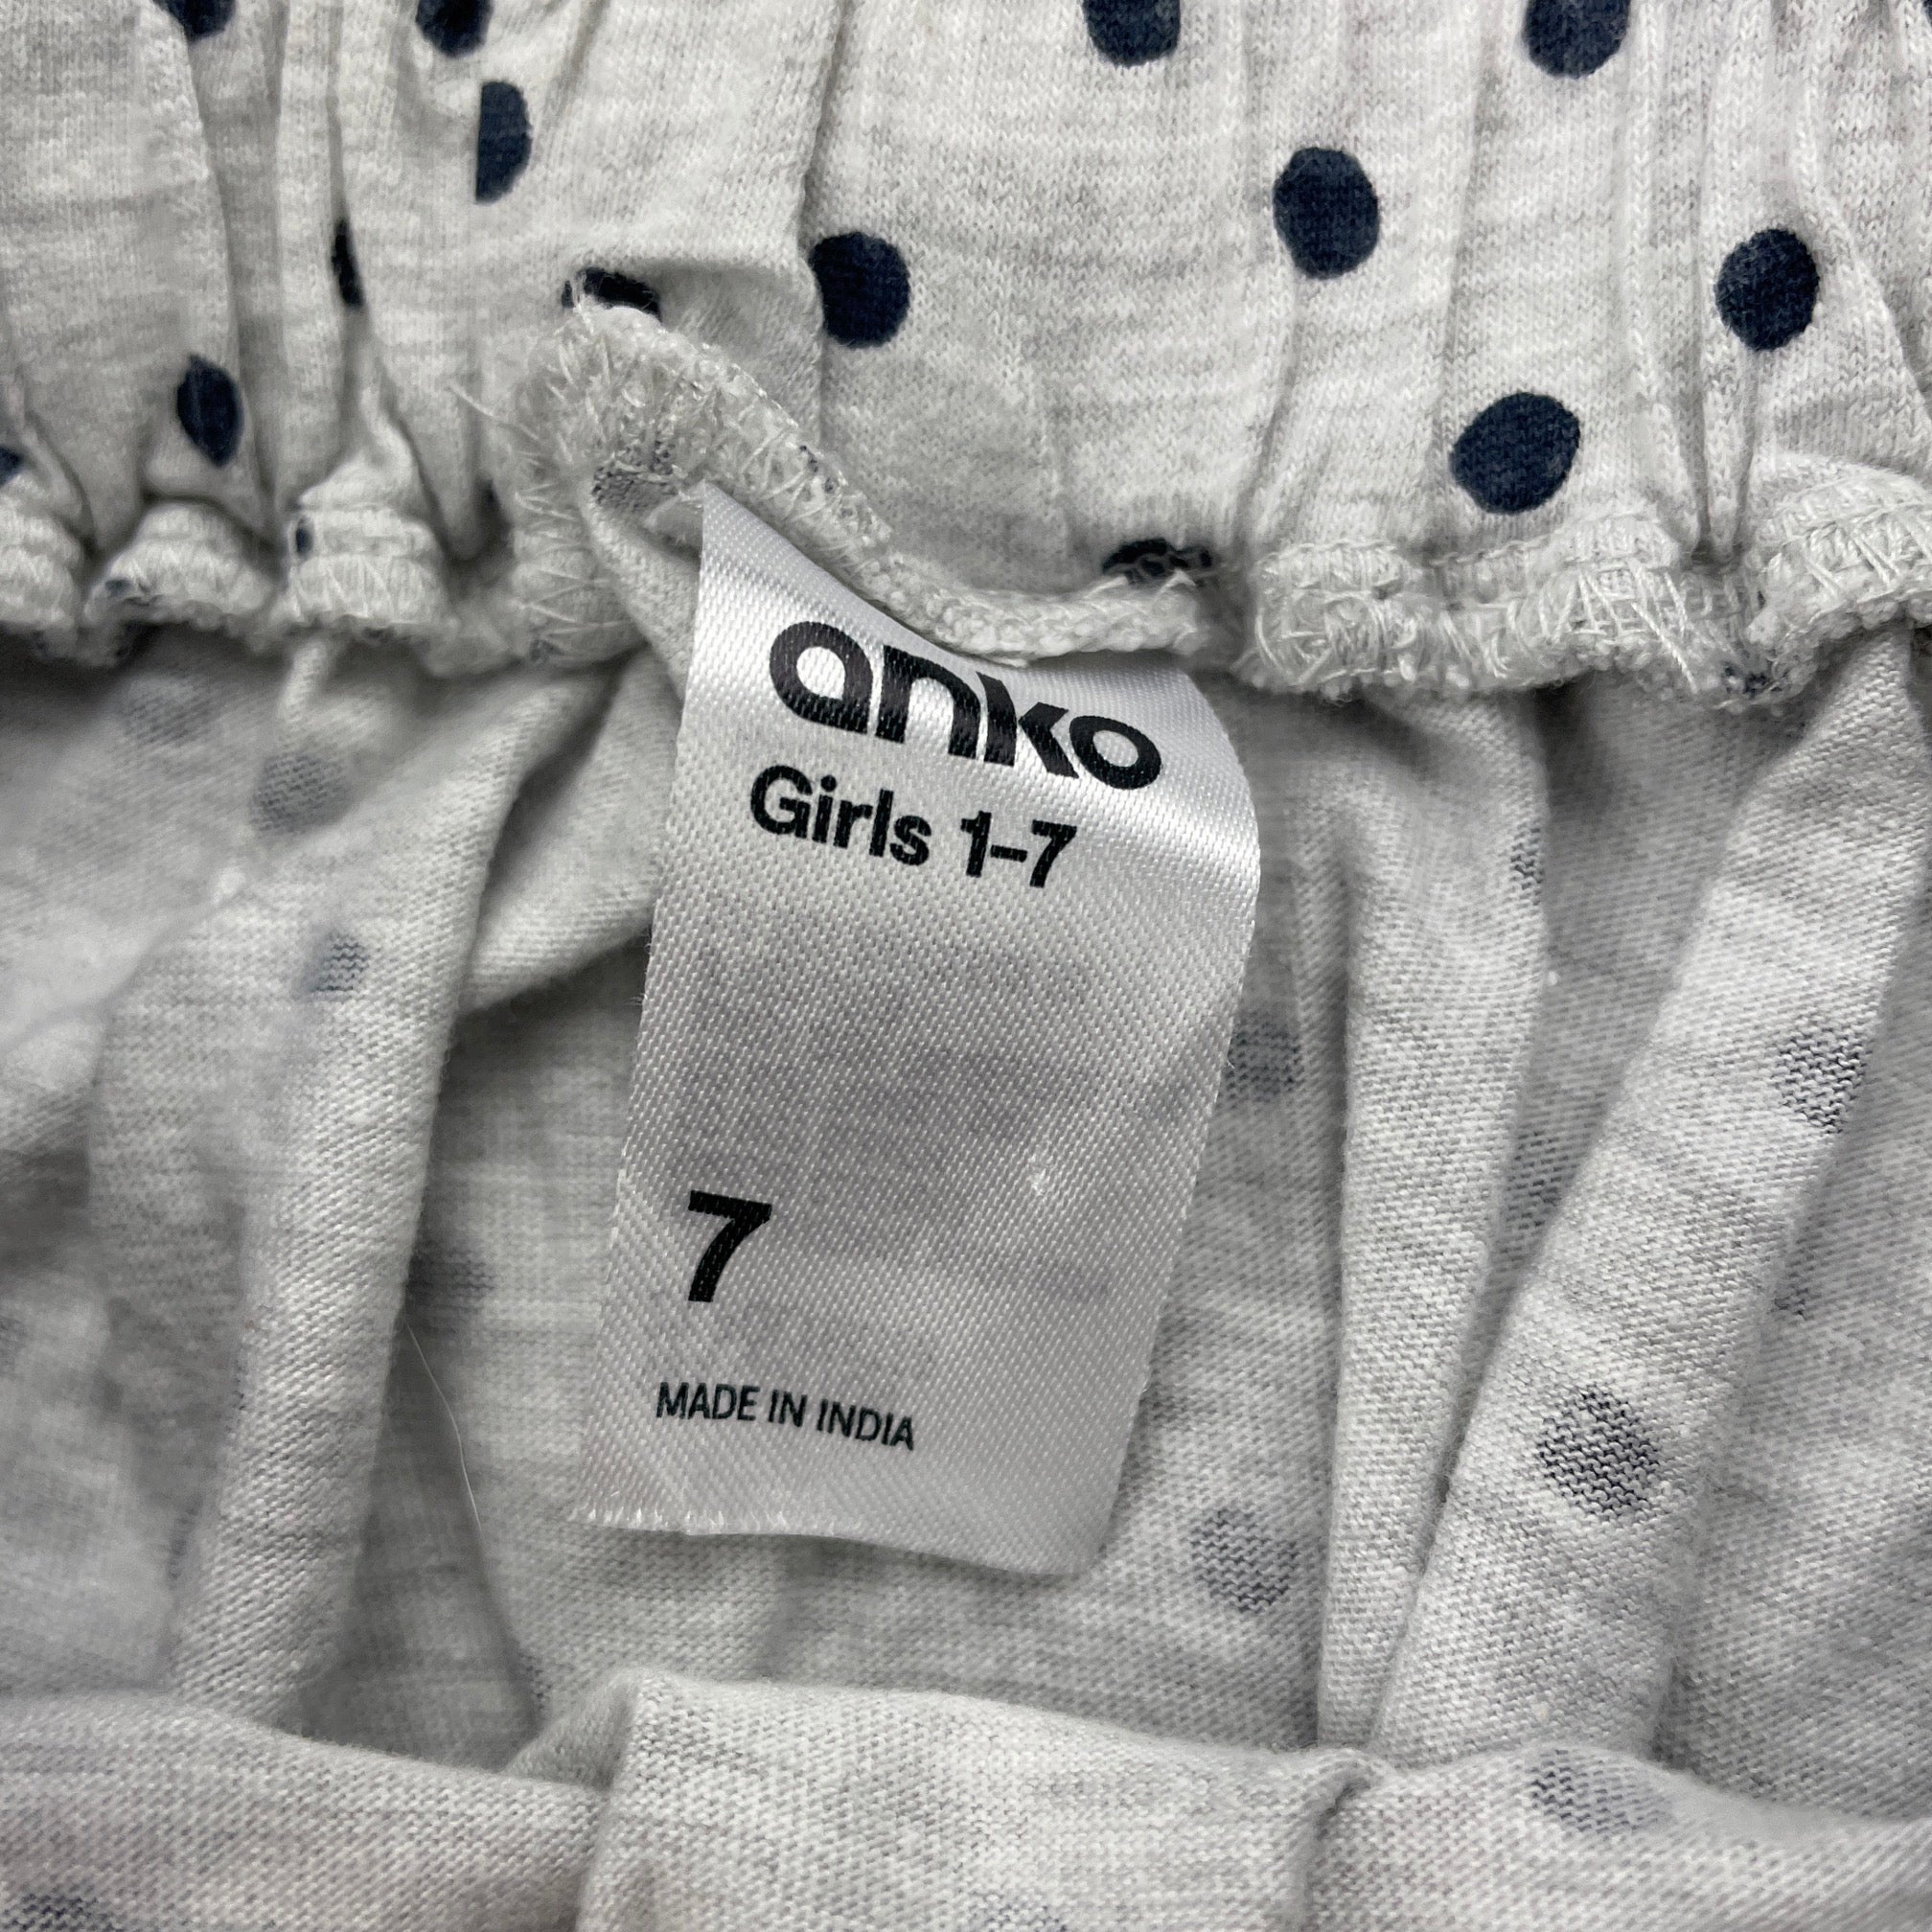 anko
Girls 1-7
7
MADE IN INDIA